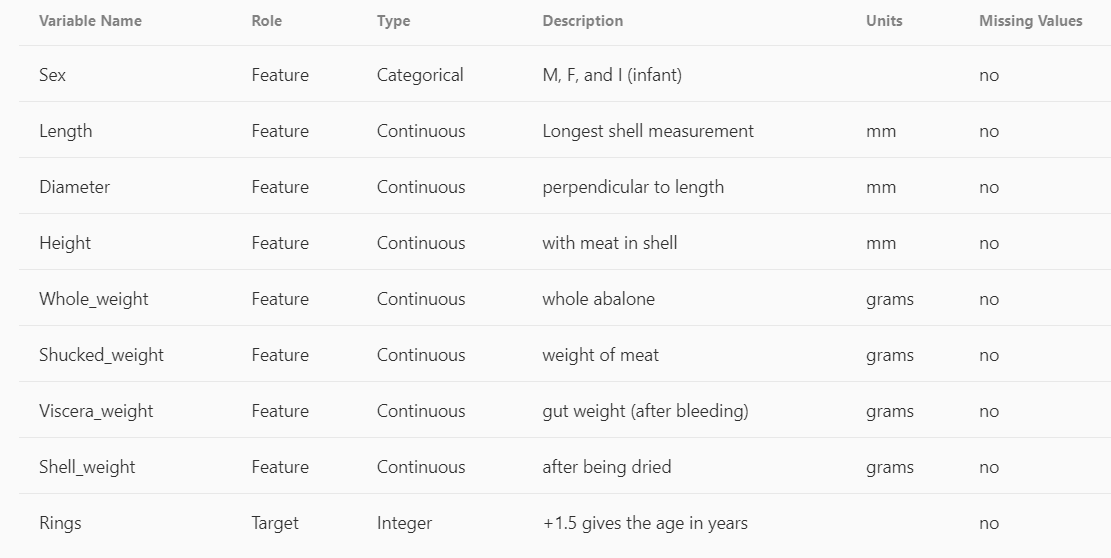 Variable Name Role Type Description Units Missing Values
Sex Feature Categorical M, F, and I (infant) no
Length Feature Continuous Longest shell measurement mm no
Diameter Feature Continuous perpendicular to length mm no
Height Feature Continuous with meat in shell mm no
Whole_weight Feature Continuous whole abalone grams no
Shucked_weight Feature Continuous weight of meat grams no
Viscera_weight Feature Continuous gut weight (after bleeding) grams no
Shell_weight Feature Continuous after being dried grams no
Rings Target Integer +1.5 gives the age in years no